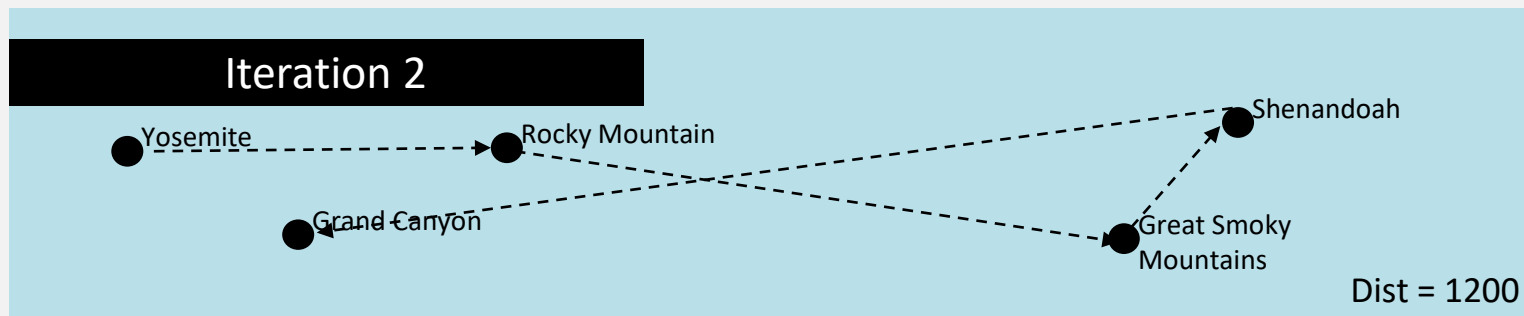 Iteration 2
Shenandoah
Yosemite
Rocky Mountain
Grand Canyon
Great Smoky
Mountains
Dist = 1200